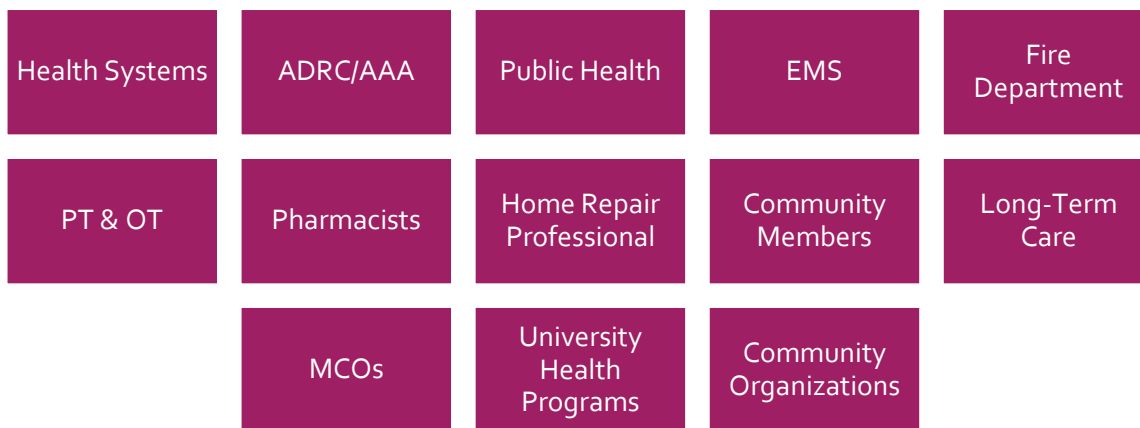 Health Systems
ADRC/AAA
Public Health
EMS
Fire
Department
PT & OT
Pharmacists
Home Repair
Professional
Community
Members
Long-Term
Care
MCOs
University
Health
Programs
Community
Organizations